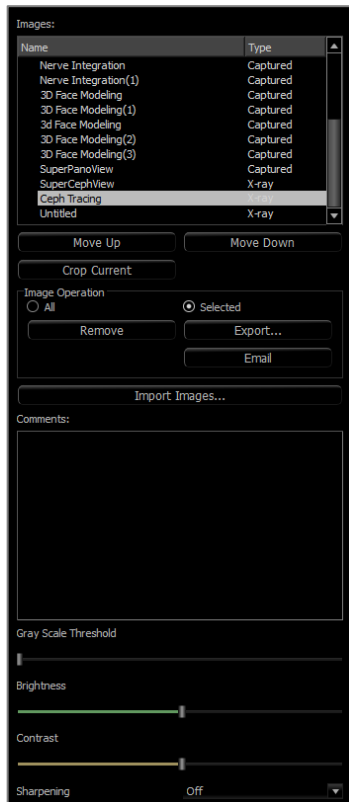 Images:
Name Type
Nerve Integration Captured
Nerve Integration(1) Captured
3D Face Modeling Captured
3D Face Modeling(1) Captured
3d Face Modeling Captured
3D Face Modeling(2) Captured
3D Face Modeling(3) Captured
SuperPanoView Captured
SuperCephView X-ray
Ceph Tracing X-ray
Untitled X-ray
Move Up Move Down
Crop Current
Image Operation
All Selected
Remove Export...
Email
Import Images...
Comments:
Gray Scale Threshold
Brightness
Contrast
Sharpening Off